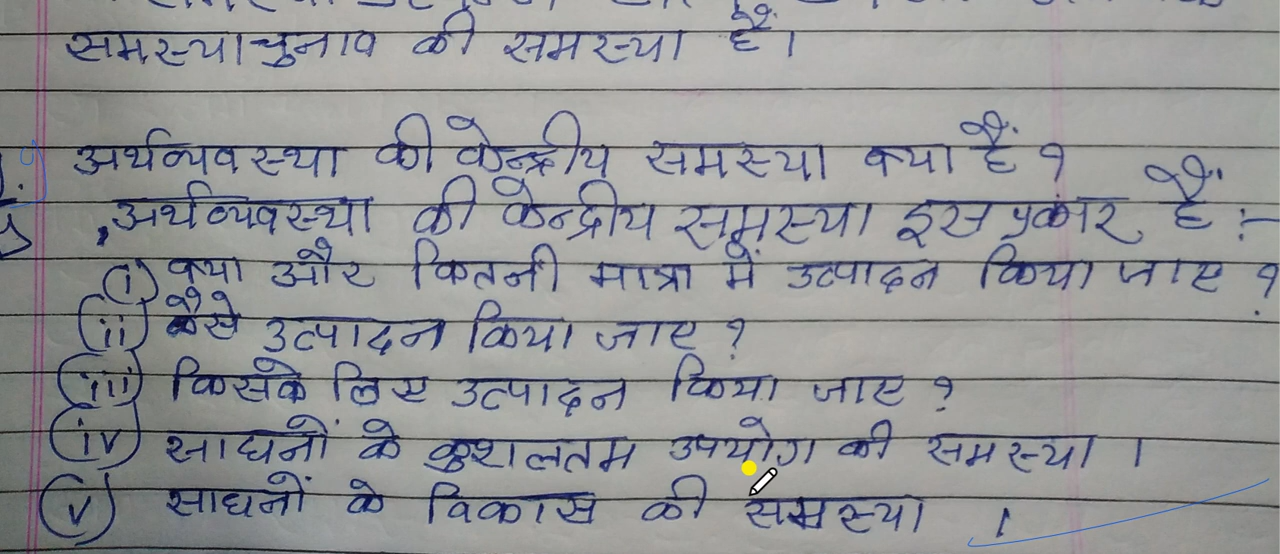 समस्या चुनाव की समस्या है।
अर्थव्यवस्था की केन्द्रीय समस्या क्या है ?
अर्थव्यवस्था की केन्द्रीय समस्या इस प्रकार है :-
(i) क्या और कितनी मात्रा में उत्पादन किया जाए ?
(ii) कैसे उत्पादन किया जाए ?
(iii) किसके लिए उत्पादन किया जाए ?
(iv) साधनों के कुशलतम उपयोग की समस्या ।
(v) साधनों के विकास की समस्या ।